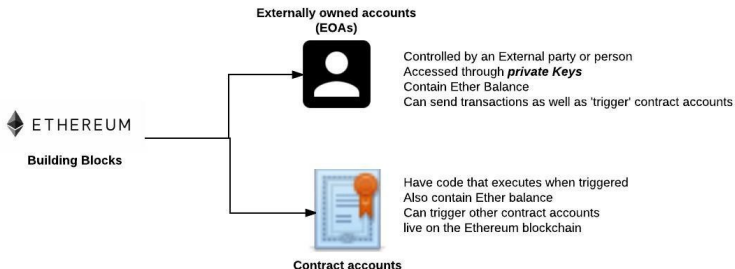 Externally owned accounts
(EOAs)
Controlled by an External party or person
Accessed through private Keys
Contain Ether Balance
Can send transactions as well as 'trigger' contract accounts
ETHEREUM
Building Blocks
Have code that executes when triggered
Also contain Ether balance
Can trigger other contract accounts
live on the Ethereum blockchain
Contract accounts